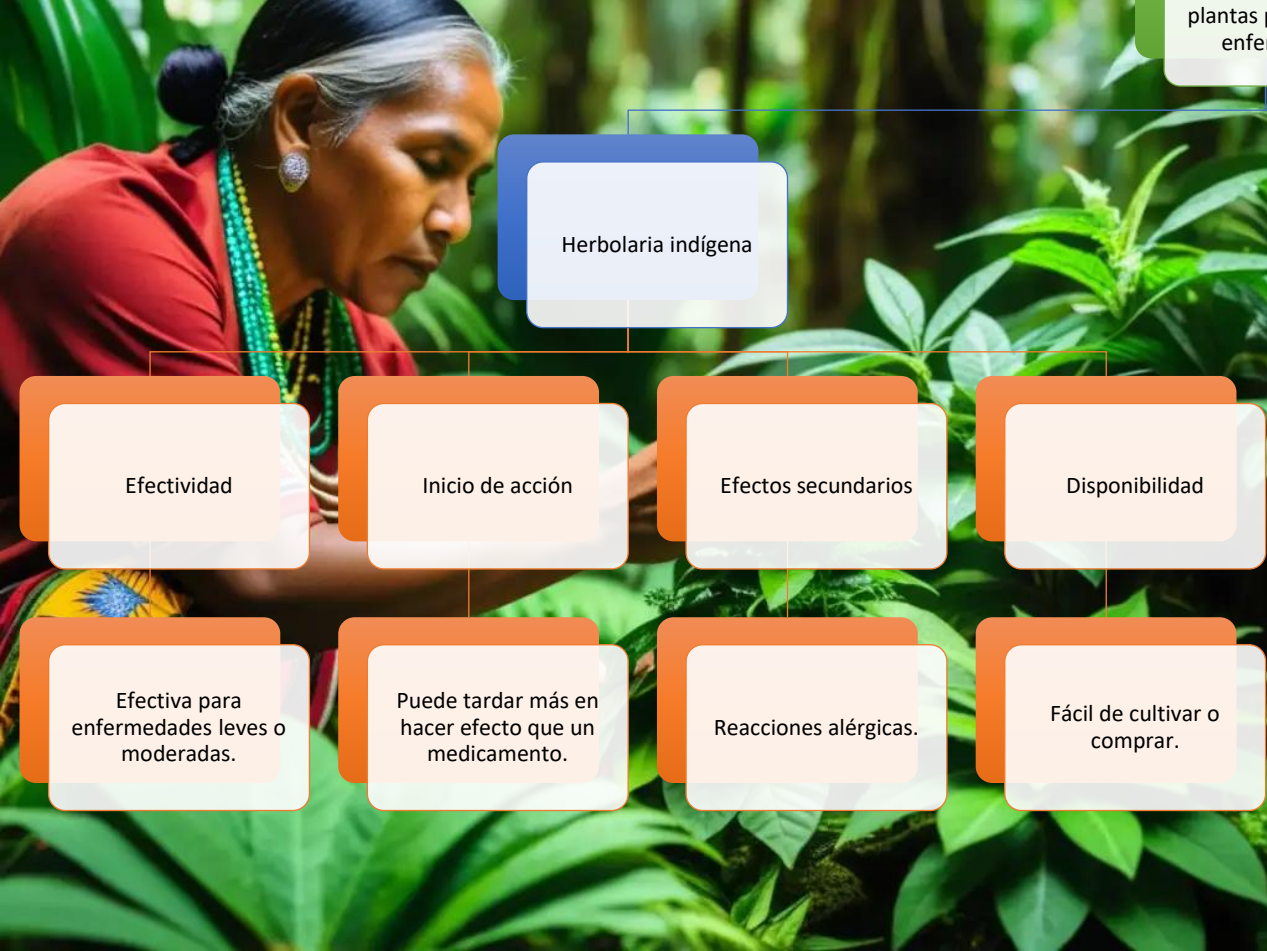 plantas
Herbolaria indígena
Efectividad
Inicio de acción
Efectos secundarios
Disponibilidad
Efectiva para
enfermedades leves o
moderadas.
Puede tardar más en
hacer efecto que un
medicamento.
Reacciones alérgicas.
Fácil de cultivar o
comprar.